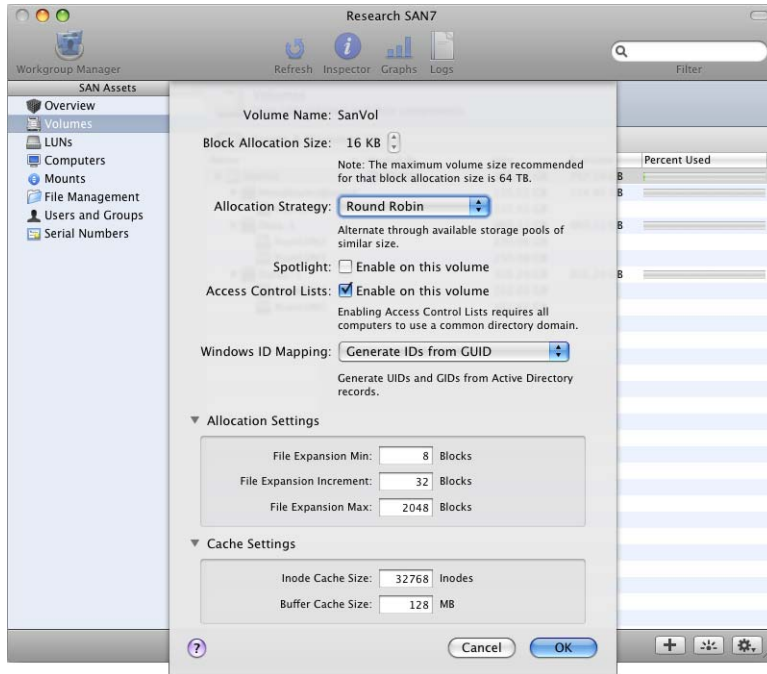 Research SAN7
Workgroup Manager
Refresh Inspector Graphs Logs
Filter
SAN Assets
Overview
Volumes
LUNs
Computers
Mounts
File Management
Users and Groups
Serial Numbers
Volume Name: SanVol
Block Allocation Size: 16 KB
Note: The maximum volume size recommended
for that block allocation size is 64 TB.
Allocation Strategy: Round Robin
Alternate through available storage pools of
similar size.
Spotlight: Enable on this volume
Access Control Lists: Enable on this volume
Enabling Access Control Lists requires all
computers to use a common directory domain.
Windows ID Mapping: Generate IDs from GUID
Generate UIDs and GIDs from Active Directory
records.
Allocation Settings
File Expansion Min: 8 Blocks
File Expansion Increment: 32 Blocks
File Expansion Max: 2048 Blocks
Cache Settings
Inode Cache Size: 32768 Inodes
Buffer Cache Size: 128 MB
? Cancel OK
Percent Used
B
B
B
B